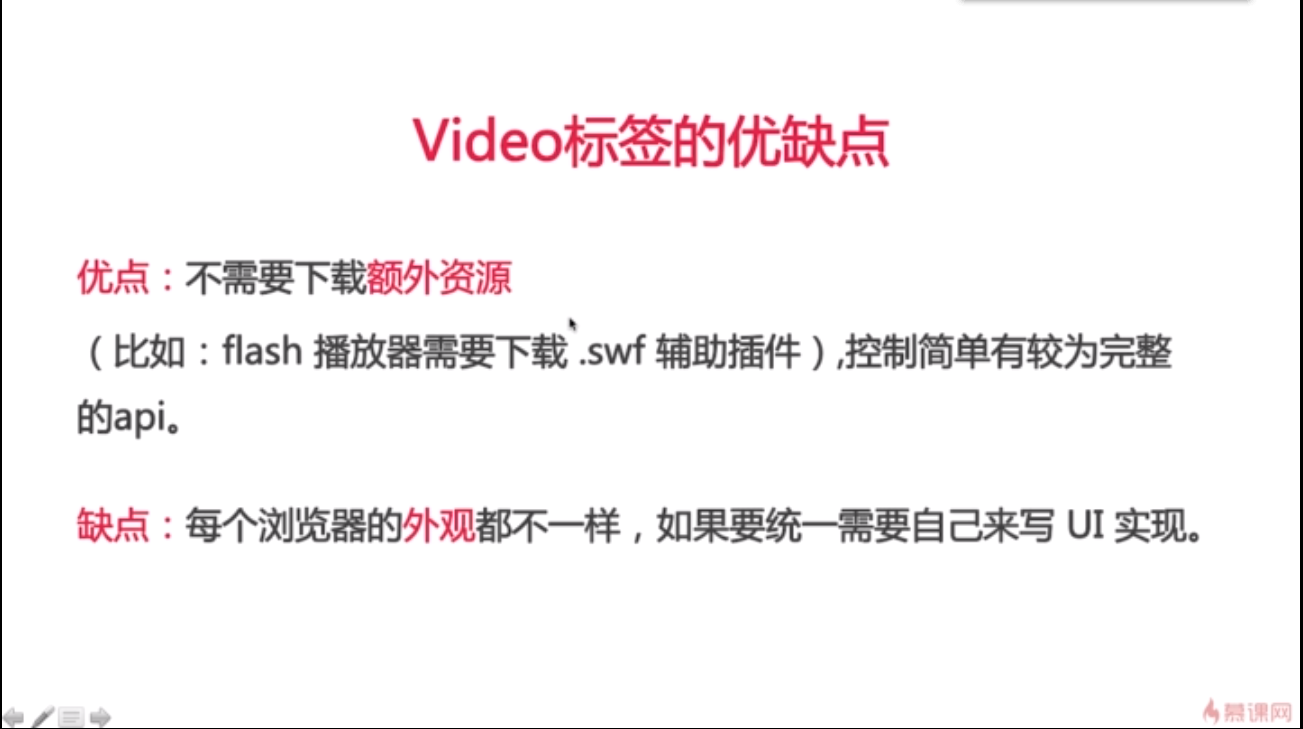 Video标签的优缺点
优点：不需要下载额外资源
（比如：flash 播放器需要下载 .swf 辅助插件）,控制简单有较为完整
的api。
缺点：每个浏览器的外观都不一样，如果要统一需要自己来写 UI 实现。
慕课网